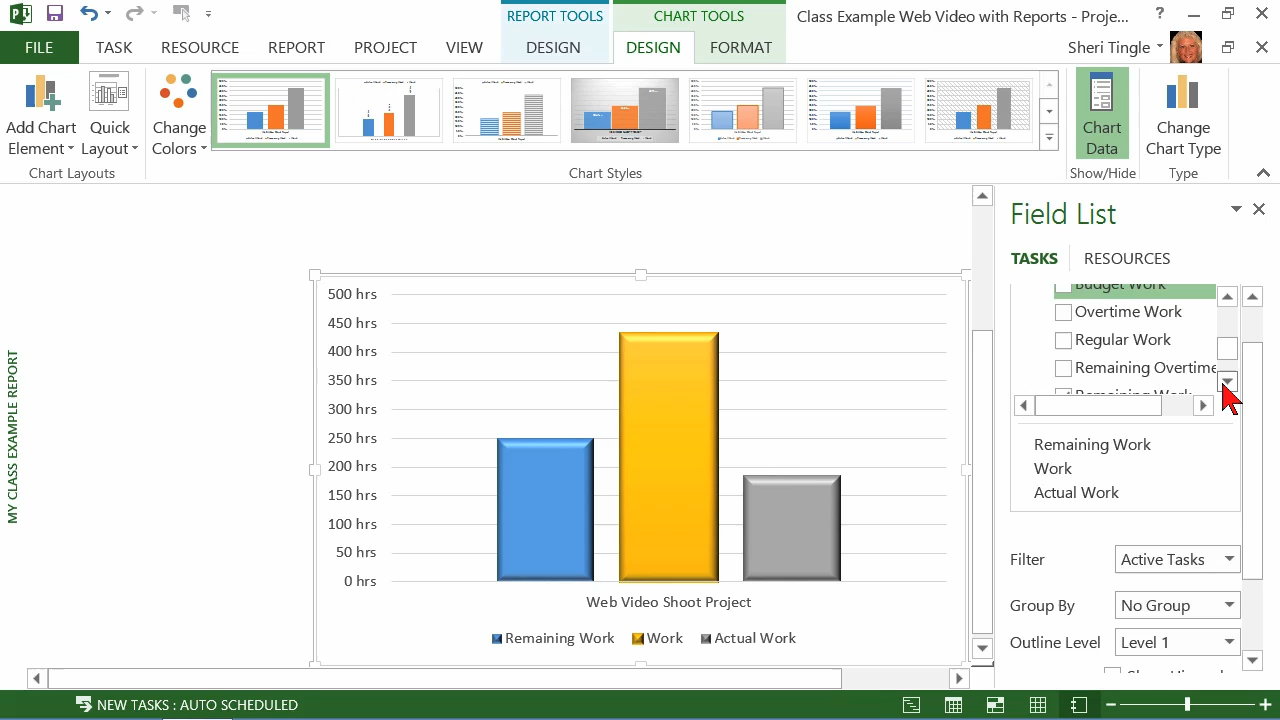 REPORT TOOLS
CHART TOOLS
Class Example Web Video with Reports - Proje...
?
FILE
TASK
RESOURCE
REPORT
PROJECT
VIEW
DESIGN
DESIGN
FORMAT
Sheri Tingle
Add Chart
Element
Quick
Layout
Change
Colors
Chart
Data
Change
Chart Type
Chart Layouts
Chart Styles
Show/Hide
Type
MY CLASS EXAMPLE REPORT
500 hrs
450 hrs
400 hrs
350 hrs
300 hrs
250 hrs
200 hrs
150 hrs
100 hrs
50 hrs
0 hrs
Web Video Shoot Project
Remaining Work Work Actual Work
Field List
TASKS RESOURCES
Budget Work
Overtime Work
Regular Work
Remaining Overtime
Remaining Work
Remaining Work
Work
Actual Work
Filter Active Tasks
Group By No Group
Outline Level Level 1
NEW TASKS : AUTO SCHEDULED